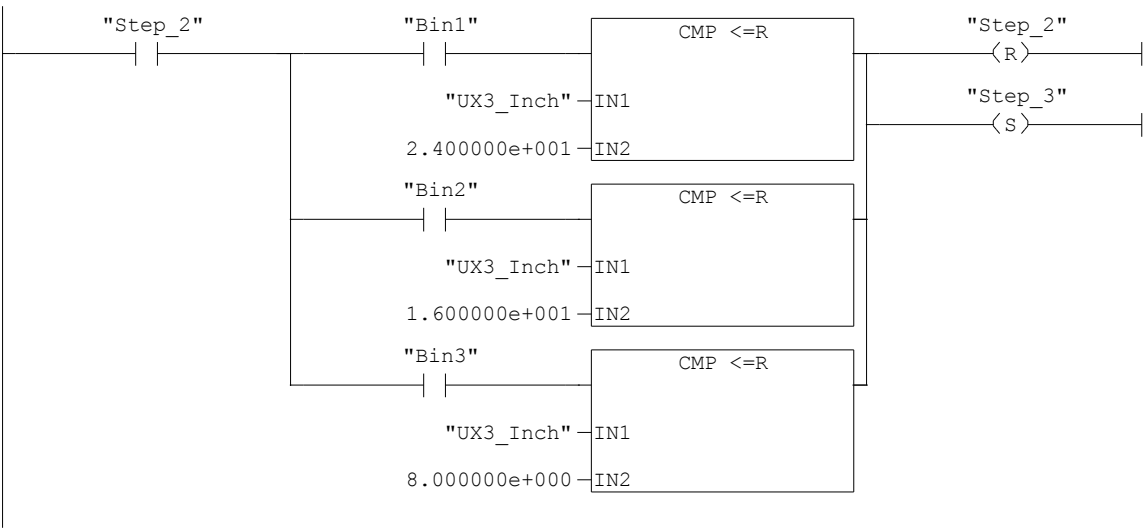 "Step_2" "Bin1" CMP <=R "Step_2"
R
"UX3_Inch" IN1 "Step_3"
S
2.400000e+001 IN2
"Bin2" CMP <=R
"UX3_Inch" IN1
1.600000e+001 IN2
"Bin3" CMP <=R
"UX3_Inch" IN1
8.000000e+000 IN2